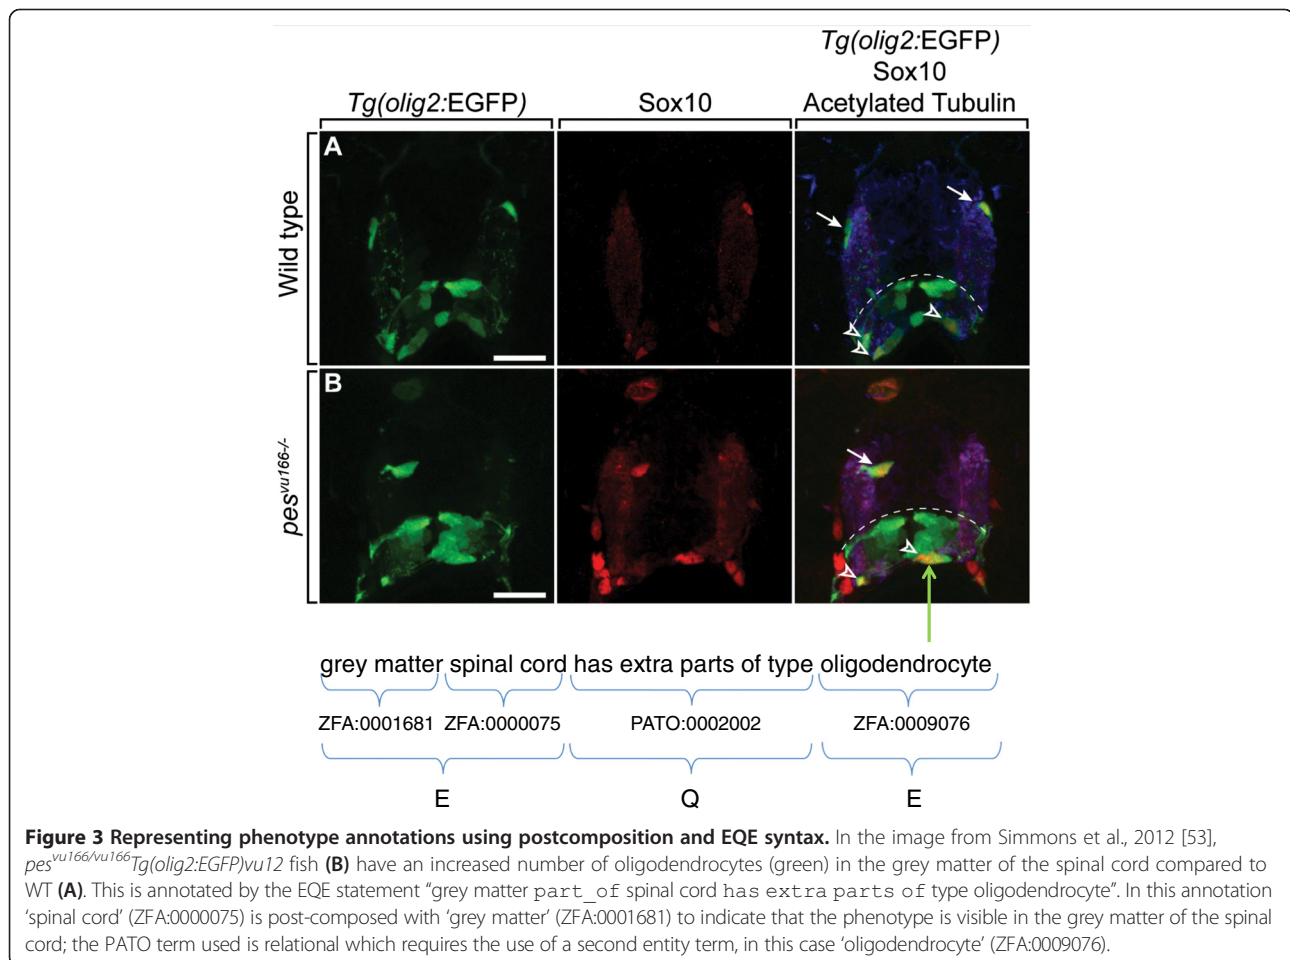 Tg(olig2:EGFP)
Sox10
Acetylated Tubulin
Tg(olig2:EGFP)
Sox10
Wild type
A
pes^vu166-/-
B
grey matter spinal cord has extra parts of type oligodendrocyte
ZFA:0001681 ZFA:0000075 PATO:0002002 ZFA:0009076
E Q E
Figure 3 Representing phenotype annotations using postcomposition and EQE syntax. In the image from Simmons et al., 2012 [53],
pes^vu166/vu166 Tg(olig2:EGFP)vu12 fish (B) have an increased number of oligodendrocytes (green) in the grey matter of the spinal cord compared to
WT (A). This is annotated by the EQE statement “grey matter part_of spinal cord has extra parts of type oligodendrocyte”. In this annotation
‘spinal cord’ (ZFA:0000075) is post-composed with ‘grey matter’ (ZFA:0001681) to indicate that the phenotype is visible in the grey matter of the spinal
cord; the PATO term used is relational which requires the use of a second entity term, in this case ‘oligodendrocyte’ (ZFA:0009076).